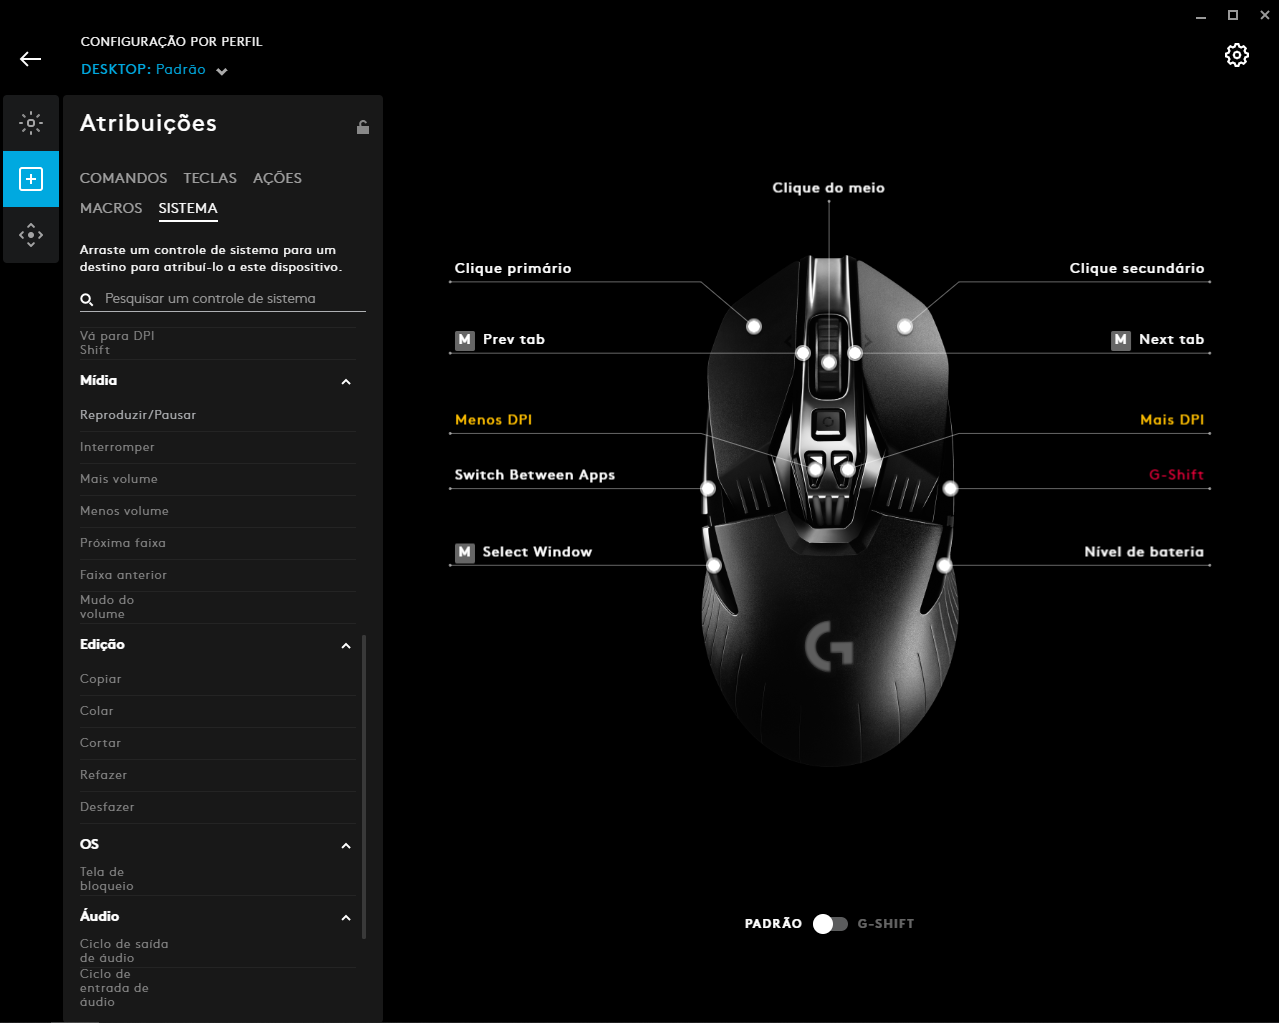 CONFIGURAÇÃO POR PERFIL
DESKTOP: Padrão
Atribuições
COMANDOS TECLAS AÇÕES
MACROS SISTEMA
Arraste um controle de sistema para um
destino para atribuí-lo a este dispositivo.
Pesquisar um controle de sistema
Vá para DPI
Shift
Mídia
Reproduzir/Pausar
Interromper
Mais volume
Menos volume
Próxima faixa
Faixa anterior
Mudo do
volume
Edição
Copiar
Colar
Cortar
Refazer
Desfazer
OS
Tela de
bloqueio
Áudio
Ciclo de saída
de áudio
Ciclo de
entrada de
áudio
Clique do meio
Clique primário
Clique secundário
M Prev tab
M Next tab
Menos DPI
Mais DPI
Switch Between Apps
G-Shift
M Select Window
Nível de bateria
G
PADRÃO G-SHIFT